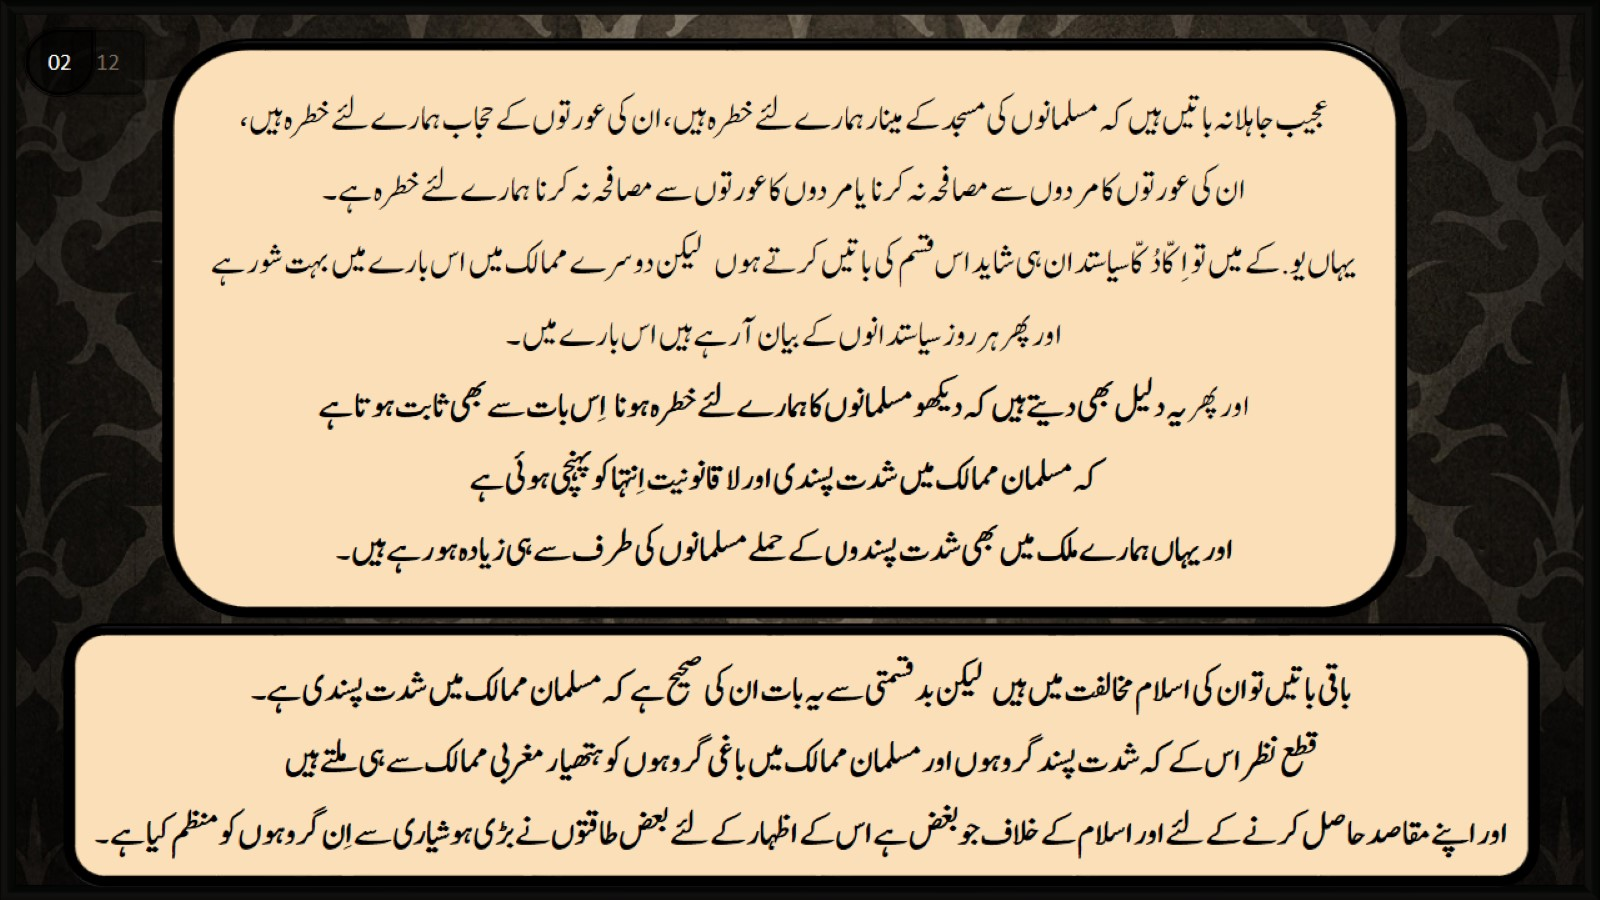 02
12
عجیب جاہلانہ باتیں ہیں کہ مسلمانوں کی مسجد کے مینار ہمارے لئے خطرہ ہیں، ان کی عورتوں کے حجاب ہمارے لئے خطرہ ہیں،
ان کی عورتوں کا مردوں سے مصافحہ نہ کرنا یا مردوں کا عورتوں سے مصافحہ نہ کرنا ہمارے لئے خطرہ ہے۔
یہاں یو.کے میں تو اِکّا دُکّا سیاستدان ہی شاید اس قسم کی باتیں کرتے ہوں لیکن دوسرے ممالک میں اس بارے میں بہت شور ہے
اور پھر ہر روز سیاستدانوں کے بیان آ رہے ہیں اس بارے میں۔
اور پھر یہ دلیل بھی دیتے ہیں کہ دیکھو مسلمانوں کا ہمارے لئے خطرہ ہونا اِس بات سے بھی ثابت ہوتا ہے
کہ مسلمان ممالک میں شدت پسندی اور لا قانونیت اِنتہا کو پہنچی ہوئی ہے
اور یہاں ہمارے ملک میں بھی شدت پسندوں کے حملے مسلمانوں کی طرف سے ہی زیادہ ہو رہے ہیں۔
باقی باتیں تو ان کی اسلام مخالفت میں ہیں لیکن بدقسمتی سے یہ بات ان کی صحیح ہے کہ مسلمان ممالک میں شدت پسندی ہے۔
قطع نظر اس کے کہ شدت پسند گروہوں اور مسلمان ممالک میں باغی گروہوں کو ہتھیار مغربی ممالک سے ہی ملتے ہیں
اور اپنے مقاصد حاصل کرنے کے لئے اور اسلام کے خلاف جو بغض ہے اس کے اظہار کے لئے بعض طاقتوں نے بڑی ہوشیاری سے اِن گروہوں کو منظم کیا ہے۔